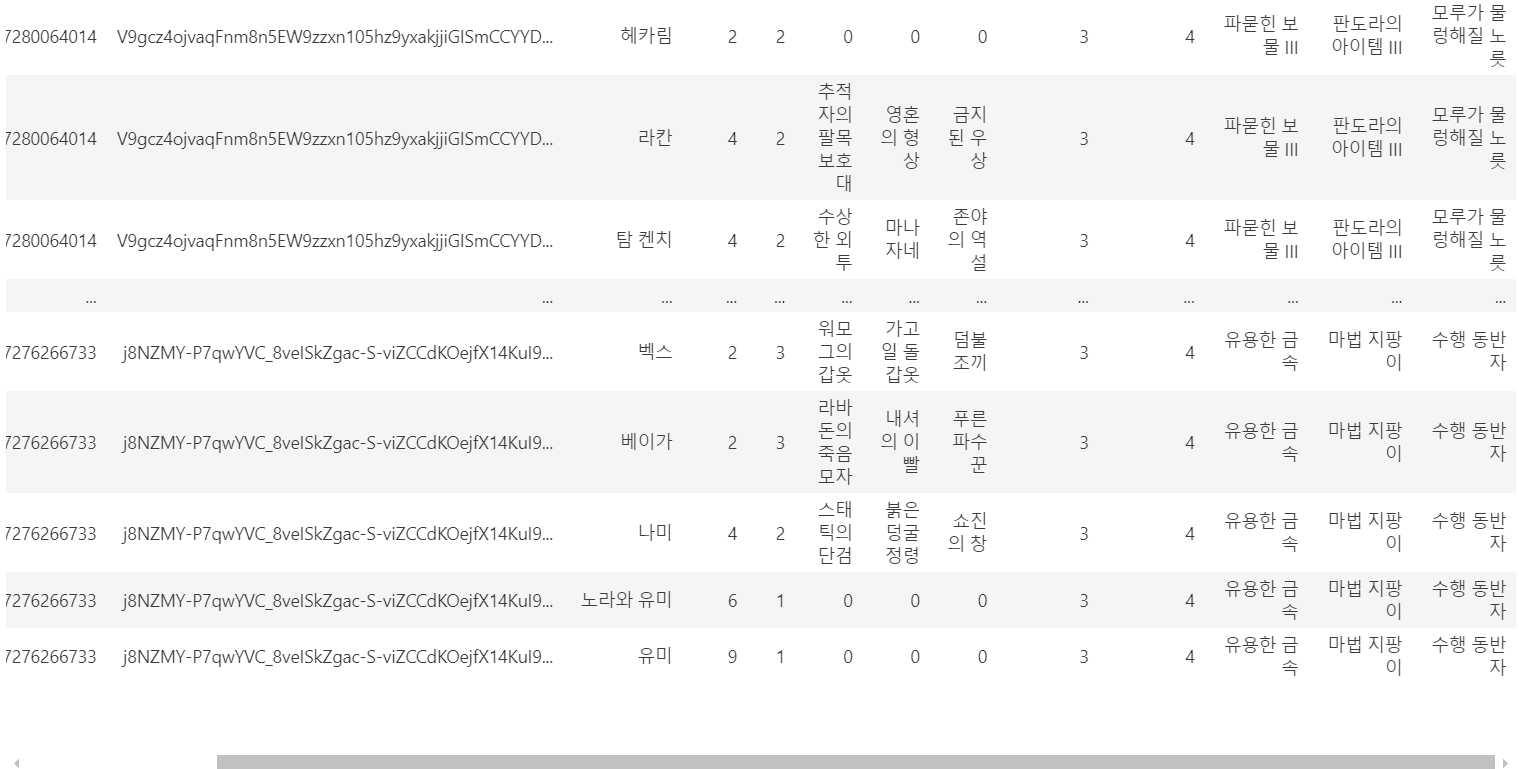 7280064014 V9gcz4ojvaqFnm8n5EW9zzxn105hz9yxakjjiGISmCCYYD... 헤카림 2 2 0 0 0 3 4 파묻힌 보물 III 판도라의 아이템 III 모루가 물렁해질 노릇
7280064014 V9gcz4ojvaqFnm8n5EW9zzxn105hz9yxakjjiGISmCCYYD... 라칸 4 2 추적자의 팔목 보호대 영혼의 형상 금지된 우상 3 4 파묻힌 보물 III 판도라의 아이템 III 모루가 물렁해질 노릇
7280064014 V9gcz4ojvaqFnm8n5EW9zzxn105hz9yxakjjiGISmCCYYD... 탐 켄치 4 2 수상한 외투 마나자네 존야의 역설 3 4 파묻힌 보물 III 판도라의 아이템 III 모루가 물렁해질 노릇
... ... ... ... ... ... ... ... ... ... ... ... ...
7276266733 j8NZMY-P7qwYVC_8veISkZgac-S-viZCCdKOejfX14KuI9... 벡스 2 3 워모그의 갑옷 가고일 돌갑옷 덤불 조끼 3 4 유용한 금속 마법 지팡이 수행 동반자
7276266733 j8NZMY-P7qwYVC_8veISkZgac-S-viZCCdKOejfX14KuI9... 베이가 2 3 라바돈의 죽음모자 내셔의 이빨 푸른 파수꾼 3 4 유용한 금속 마법 지팡이 수행 동반자
7276266733 j8NZMY-P7qwYVC_8veISkZgac-S-viZCCdKOejfX14KuI9... 나미 4 2 스태틱의 단검 붉은 덩굴정령 쇼진의 창 3 4 유용한 금속 마법 지팡이 수행 동반자
7276266733 j8NZMY-P7qwYVC_8veISkZgac-S-viZCCdKOejfX14KuI9... 노라와 유미 6 1 0 0 0 3 4 유용한 금속 마법 지팡이 수행 동반자
7276266733 j8NZMY-P7qwYVC_8veISkZgac-S-viZCCdKOejfX14KuI9... 유미 9 1 0 0 0 3 4 유용한 금속 마법 지팡이 수행 동반자